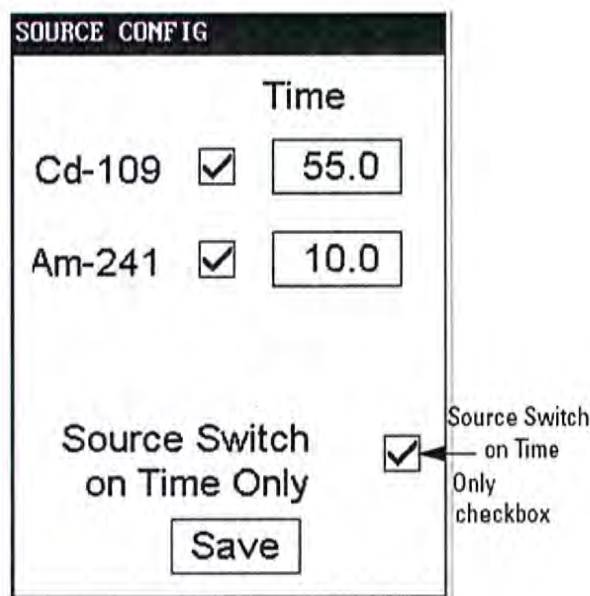 SOURCE CONFIG
Time
Cd-109 55.0
Am-241 10.0
Source Switch
on Time Only
Save
Source Switch
on Time
Only
checkbox